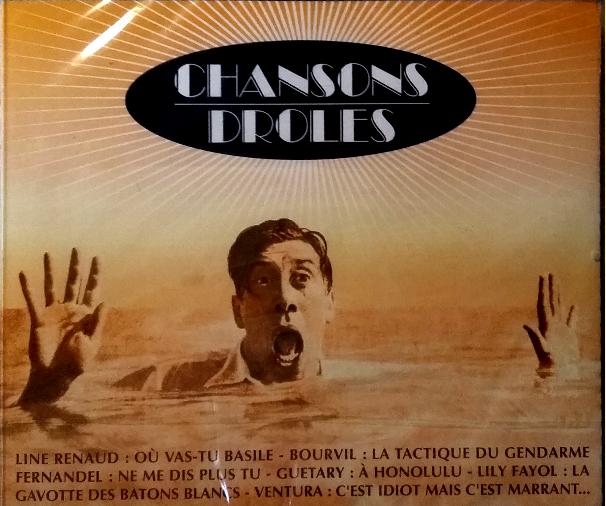 CHANSONS
DROLES
LINE RENAUD : OÙ VAS-TU BASILE - BOURVIL : LA TACTIQUE DU GENDARME
FERNANDEL : NE ME DIS PLUS TU - GUETARY : À HONOLULU - LILY FAYOL : LA
GAVOTTE DES BATONS BLANCS - VENTURA : C'EST IDIOT MAIS C'EST MARRANT...